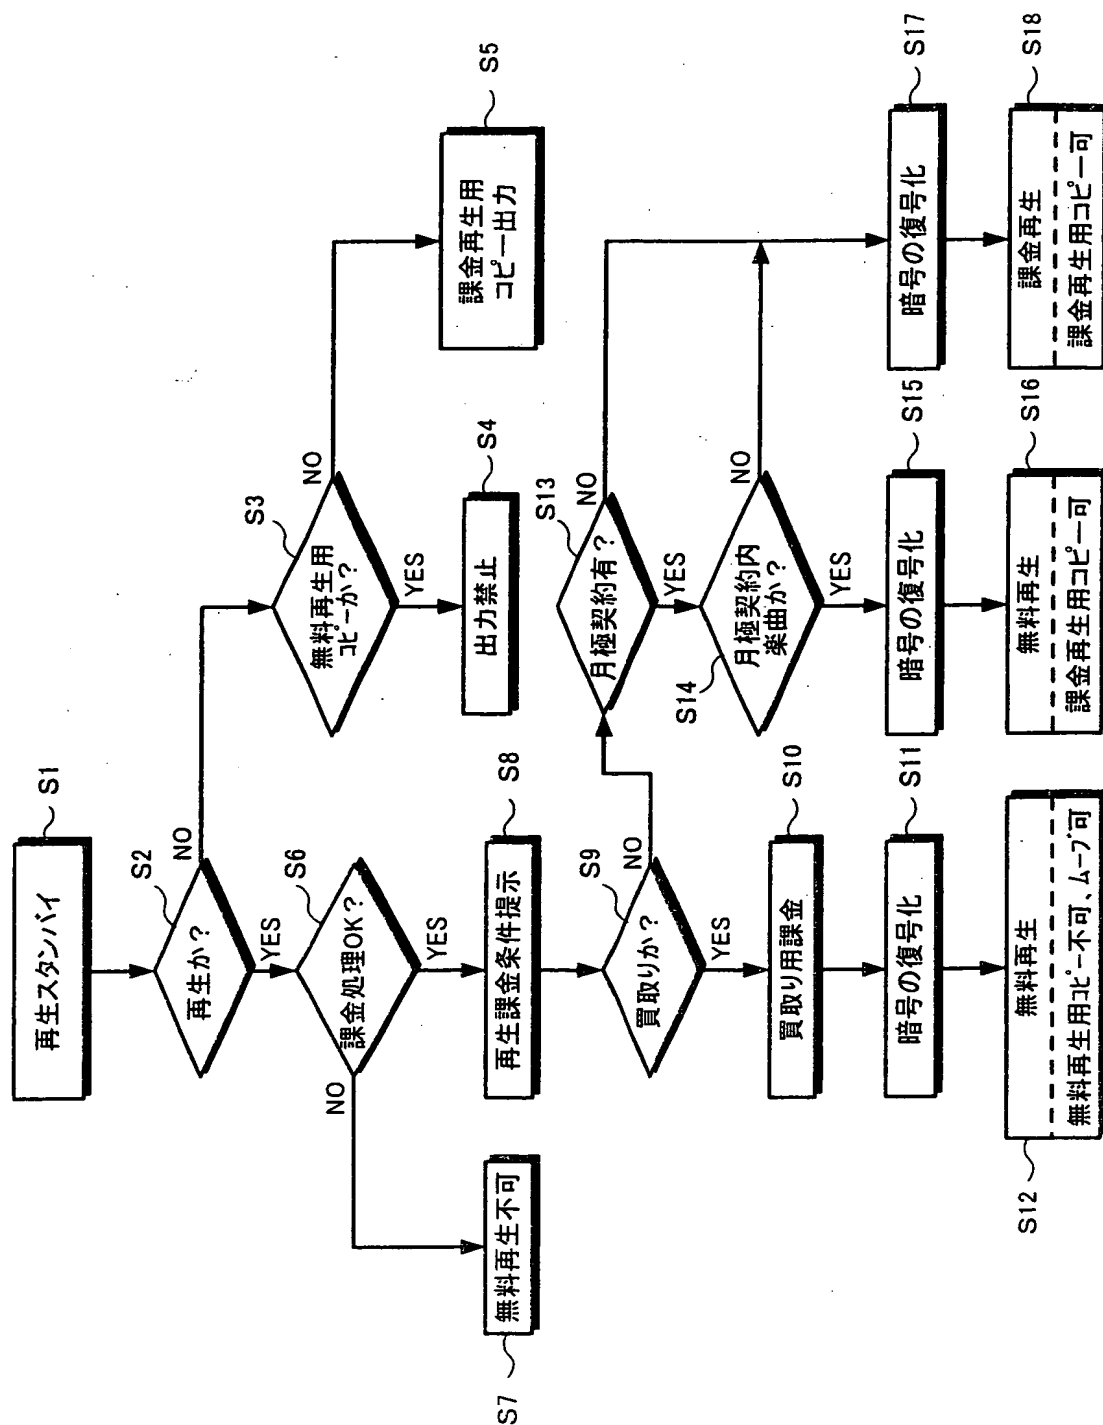 再生スタンバイ
S1
再生か?
S2
NO
YES
無料再生用
コピーか?
S3
NO
YES
出力禁止
S4
課金再生用
コピー出力
S5
課金処理OK?
S6
NO
YES
無料再生不可
S7
再生課金条件提示
S8
買取りか?
S9
NO
YES
買取り用課金
S10
暗号の復号化
S11
無料再生
無料再生用コピー不可、ムーブ可
S12
月極契約有?
S13
NO
YES
月極契約内
楽曲か?
S14
NO
YES
暗号の復号化
S15
無料再生
課金再生用コピー可
S16
暗号の復号化
S17
課金再生
課金再生用コピー可
S18